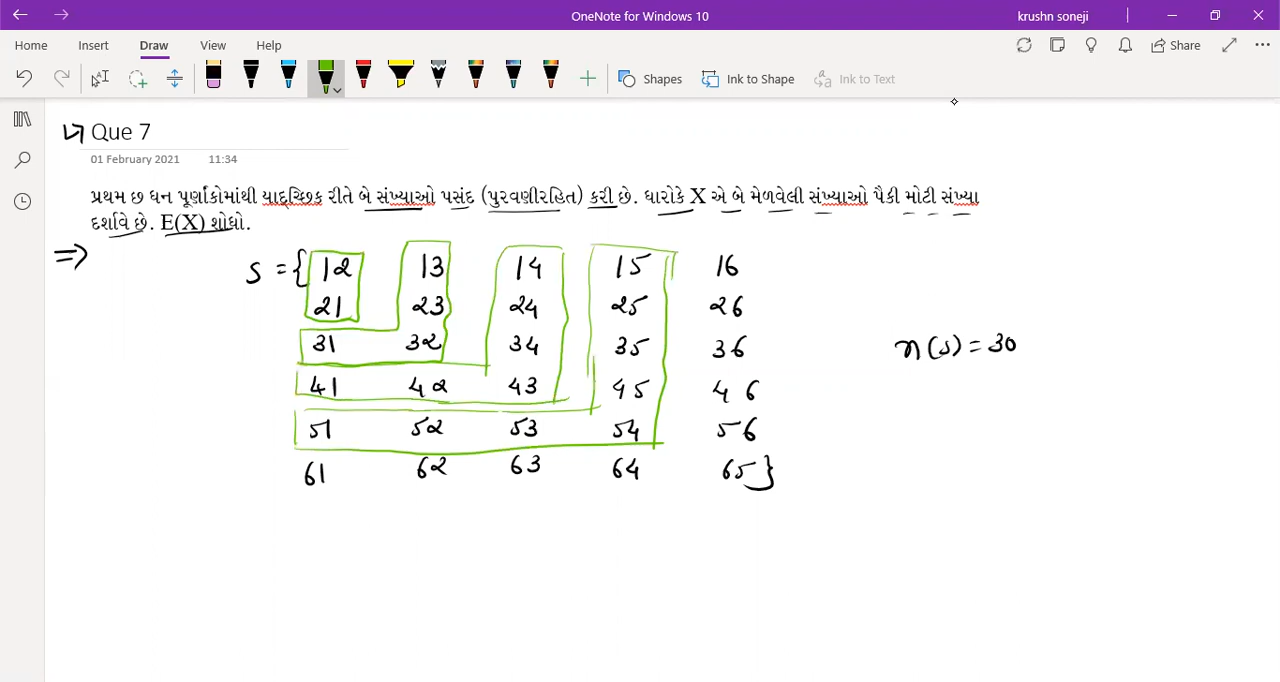 OneNote for Windows 10
krushn soneji
Home Insert Draw View Help
Share
Shapes Ink to Shape Ink to Text
Que 7
01 February 2021 11:34
પ્રથમ છ ધન પૂર્ણાંકોમાંથી યાદ્દચ્છિક રીતે બે સંખ્યાઓ પસંદ (પુરવણીરહિત) કરી છે. ધારોકે X એ બે મેળવેલી સંખ્યાઓ પૈકી મોટી સંખ્યા
દર્શાવે છે. E(X) શોધો.
S = { 12 13 14 15 16
21 23 24 25 26
31 32 34 35 36
n(s) = 30
41 42 43 45 46
51 52 53 54 56
61 62 63 64 65 }